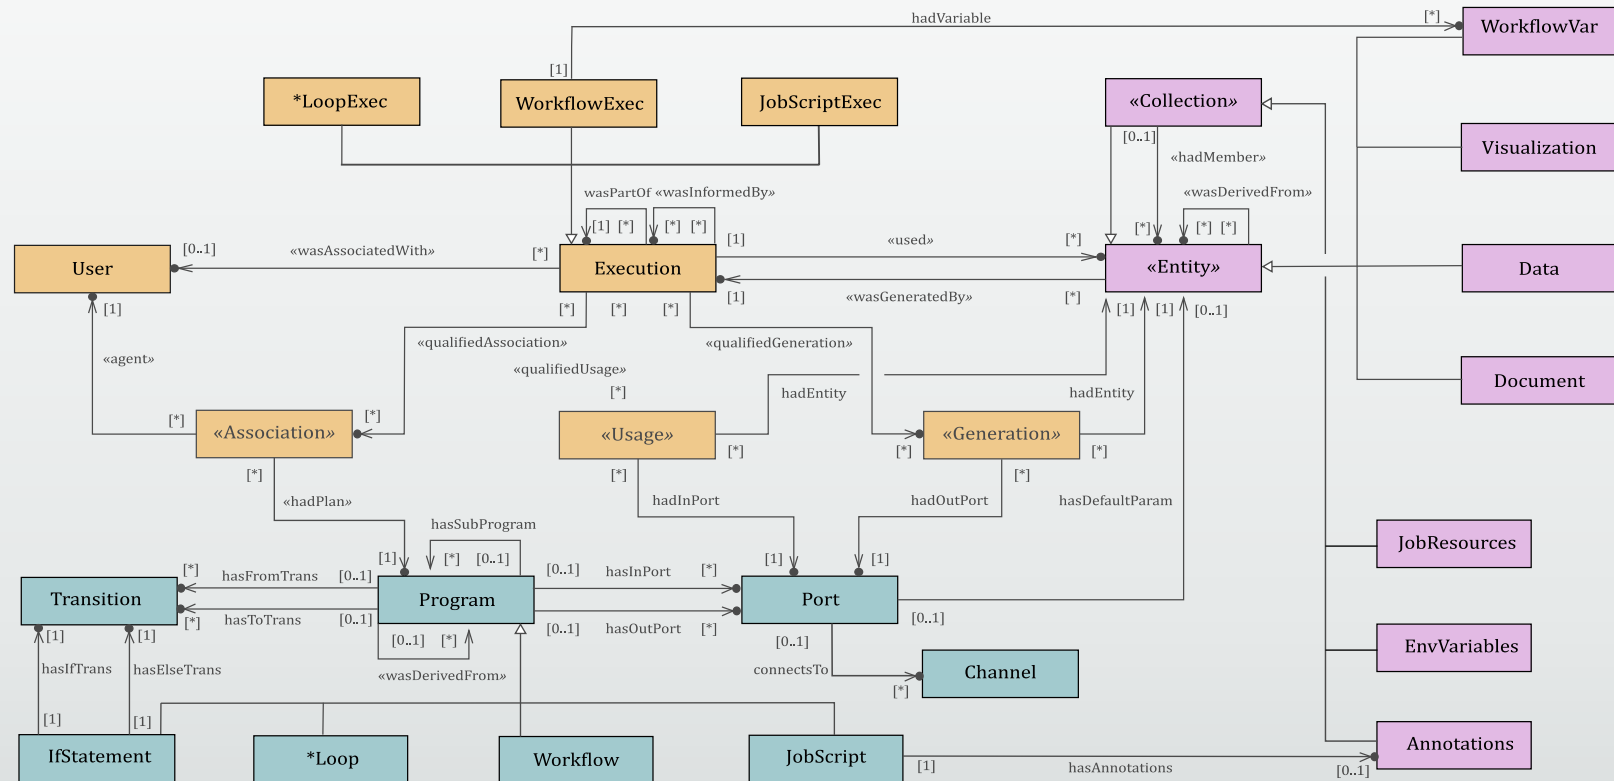 hadVariable
[*]
WorkflowVar
[1]
*LoopExec
WorkflowExec
JobScriptExec
«Collection»
[0..1]
Visualization
«hadMember»
wasPartOf
«wasInformedBy»
«wasDerivedFrom»
[1]
[*]
[*]
[*]
[*]
[*]
[*]
[0..1]
«wasAssociatedWith»
[*]
[1]
«used»
[*]
User
Execution
«Entity»
Data
[1]
«wasGeneratedBy»
[*]
[1]
[*]
[*]
[*]
[1]
[1]
[0..1]
«agent»
«qualifiedAssociation»
«qualifiedGeneration»
«qualifiedUsage»
[*]
hadEntity
hadEntity
Document
[*]
[*]
«Association»
«Usage»
«Generation»
[*]
[*]
[*]
[*]
[*]
[*]
«hadPlan»
hadInPort
hadOutPort
hasDefaultParam
hasSubProgram
[1]
[*]
[0..1]
[1]
[1]
JobResources
[*]
hasFromTrans
[0..1]
[0..1]
hasInPort
[*]
Transition
Program
Port
[*]
hasToTrans
[0..1]
[0..1]
hasOutPort
[*]
[0..1]
[1]
[1]
[0..1]
[*]
[0..1]
EnvVariables
hasIfTrans
hasElseTrans
«wasDerivedFrom»
connectsTo
Channel
[*]
[1]
[1]
Annotations
IfStatement
*Loop
Workflow
JobScript
[1]
hasAnnotations
[0..1]